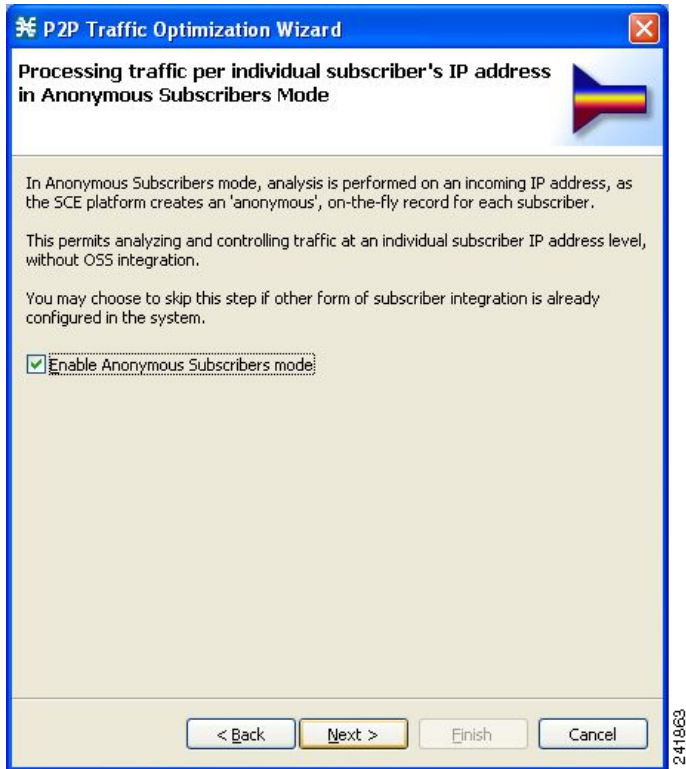 P2P Traffic Optimization Wizard
Processing traffic per individual subscriber's IP address
in Anonymous Subscribers Mode
In Anonymous Subscribers mode, analysis is performed on an incoming IP address, as
the SCE platform creates an 'anonymous', on-the-fly record for each subscriber.
This permits analyzing and controlling traffic at an individual subscriber IP address level,
without OSS integration.
You may choose to skip this step if other form of subscriber integration is already
configured in the system.
Enable Anonymous Subscribers mode
< Back
Next >
Finish
Cancel
241863